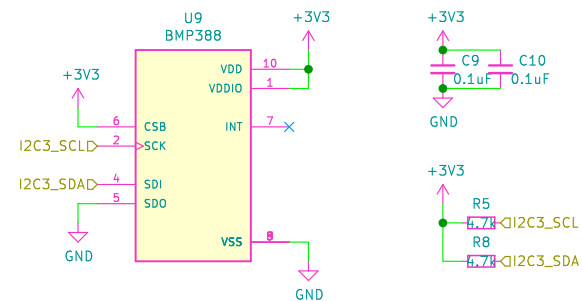 U9
BMP388
+3V3
+3V3
+3V3
VDD 10
VDDIO 1
C9
C10
0.1uF
0.1uF
6 CSB
INT 7
2 SCK
I2C3_SCL
GND
4 SDI
I2C3_SDA
5 SDO
+3V3
R5
4.7k
I2C3_SCL
GND
VSS
R8
4.7k
I2C3_SDA
GND